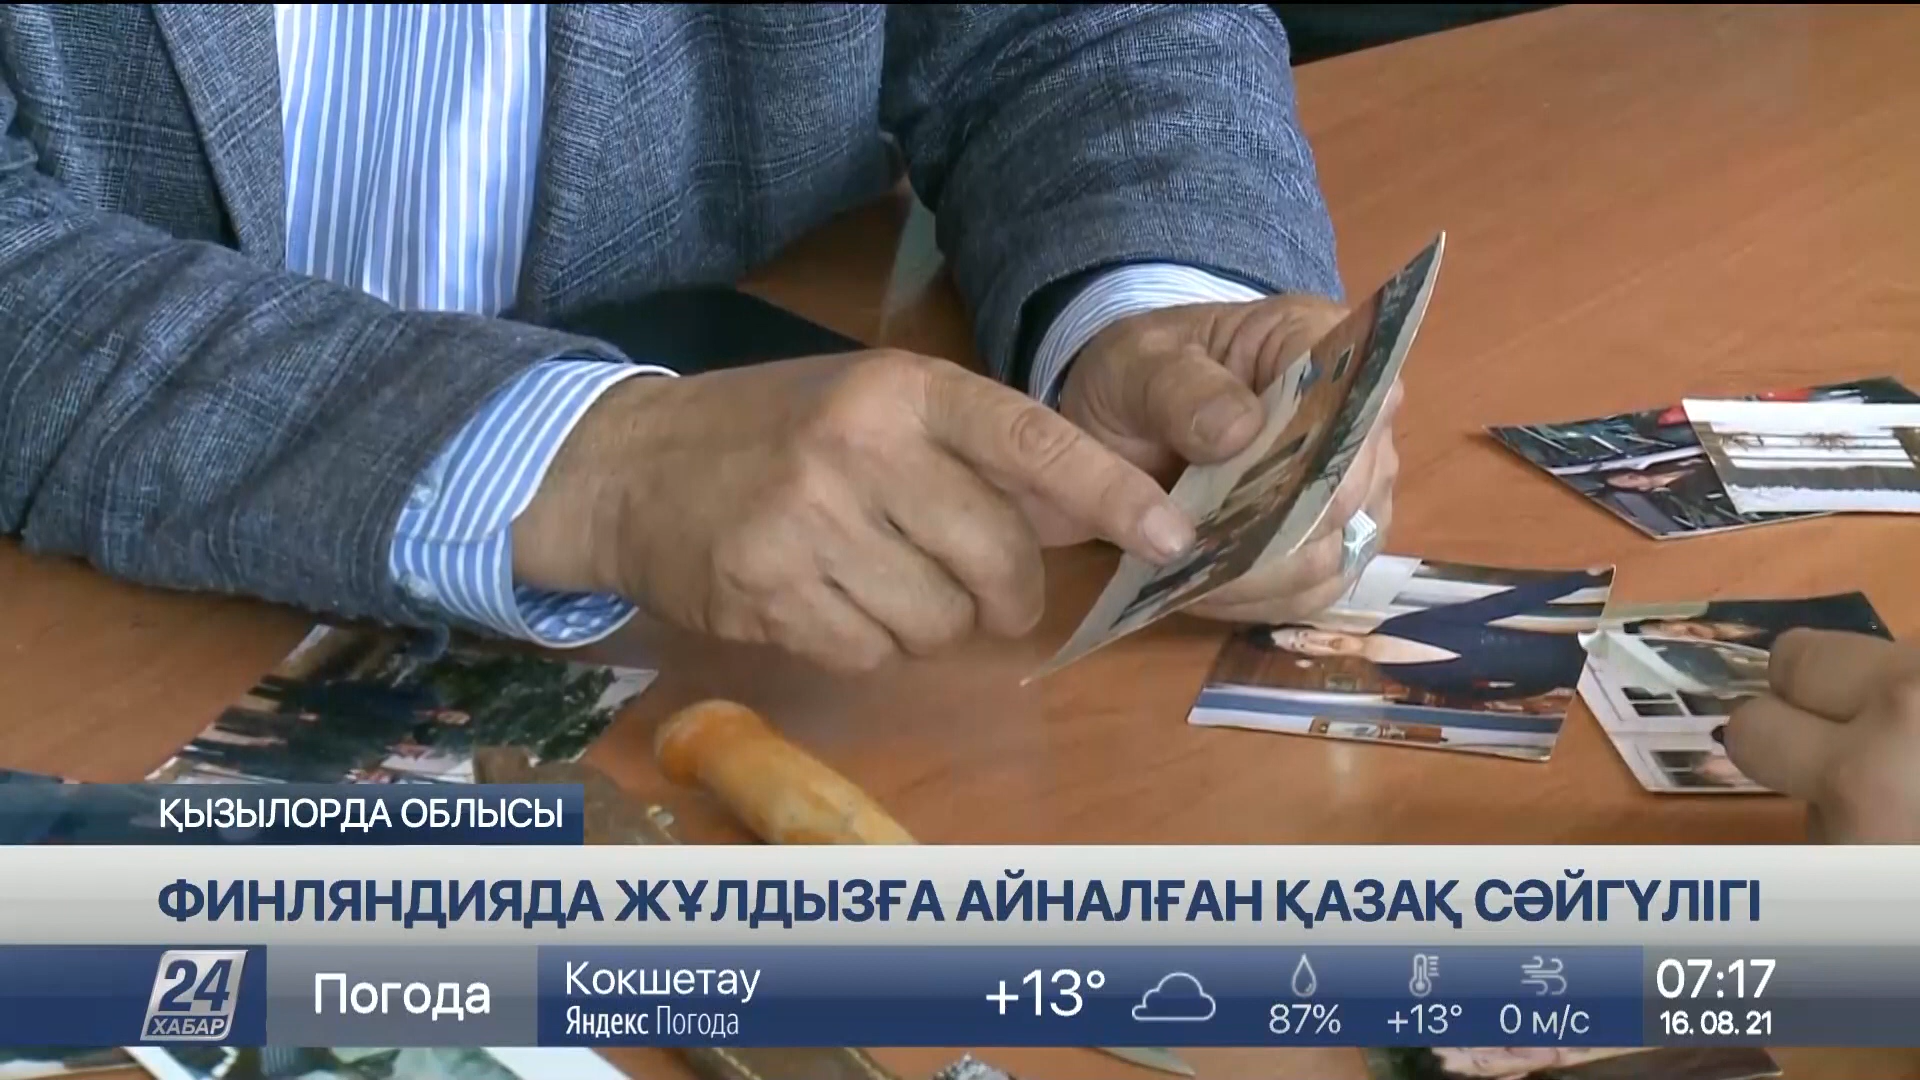 ҚЫЗЫЛОРДА ОБЛЫСЫ
ФИНЛЯНДИЯДА ЖҰЛДЫЗҒА АЙНАЛҒАН ҚАЗАҚ СӘЙГҮЛІГІ
24
ХАБАР
Погода
Кокшетау
Яндекс Погода
+13°
87%
+13°
0 м/с
07:17
16. 08. 21